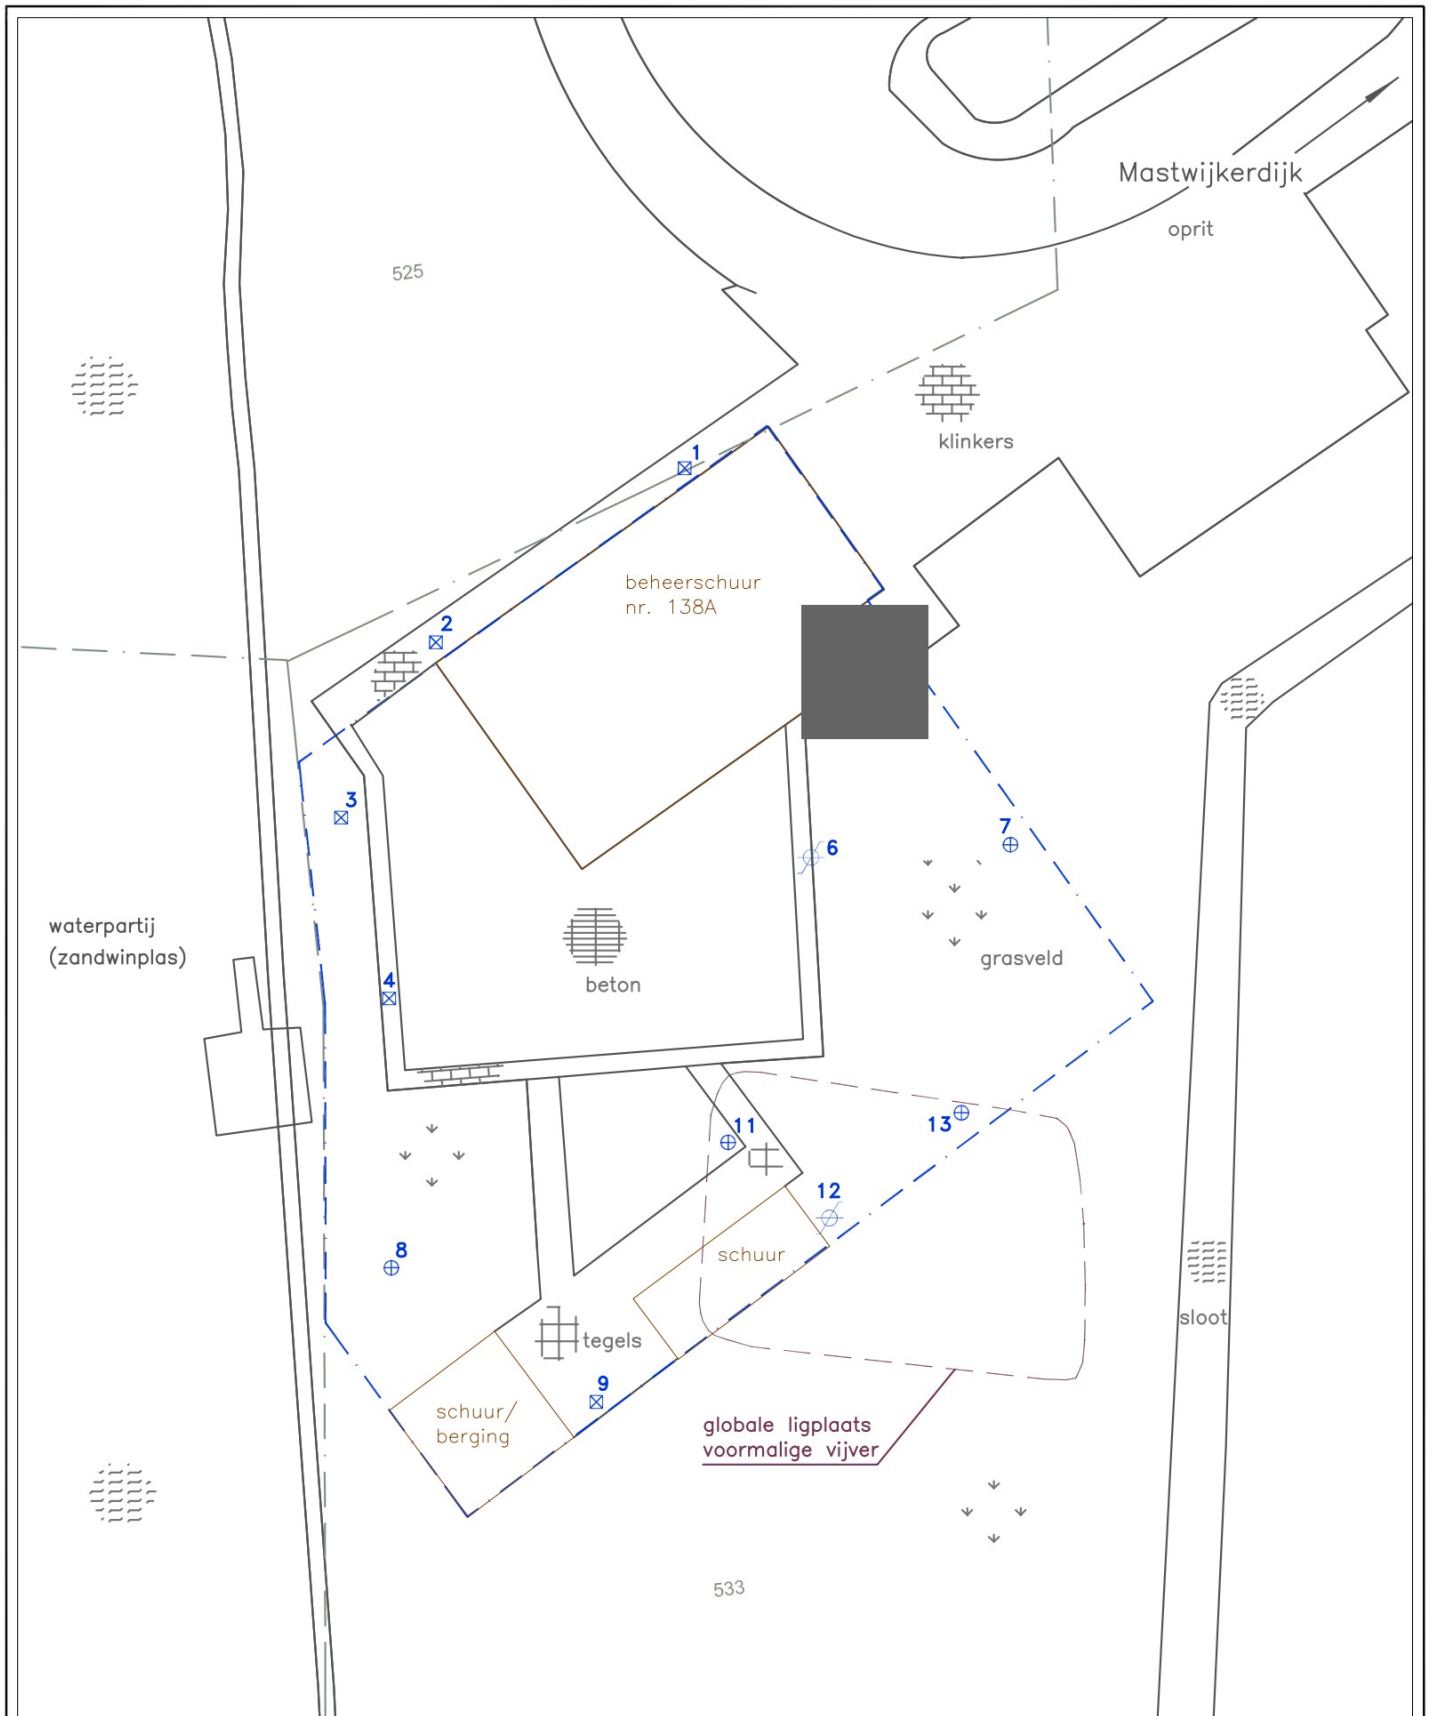 Mastwijkerdijk
oprit
525
klinkers
1
beheerschuur
nr. 138A
2
3
7
6
waterpartij
(zandwinplas)
grasveld
4
beton
11
13
12
8
schuur
sloot
tegels
9
schuur/
berging
globale ligplaats
voormalige vijver
533